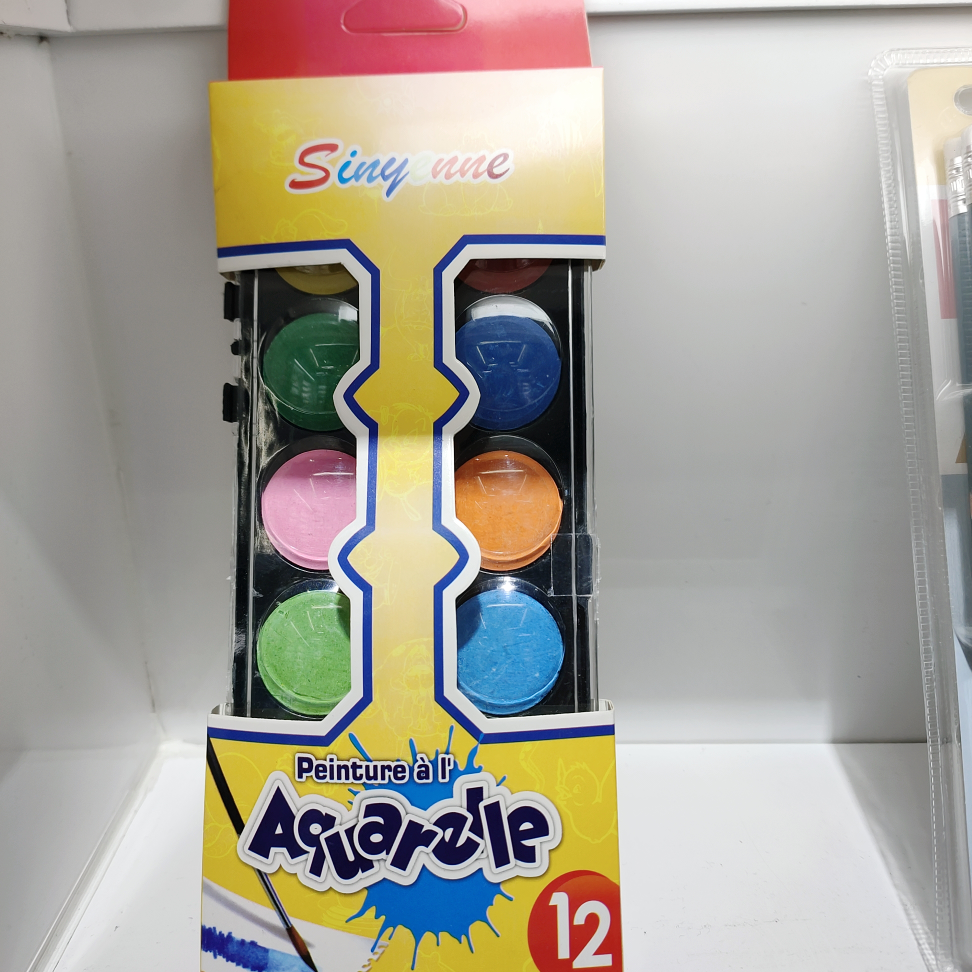 Sinyenne
Peinture à l'
Aquarelle
12